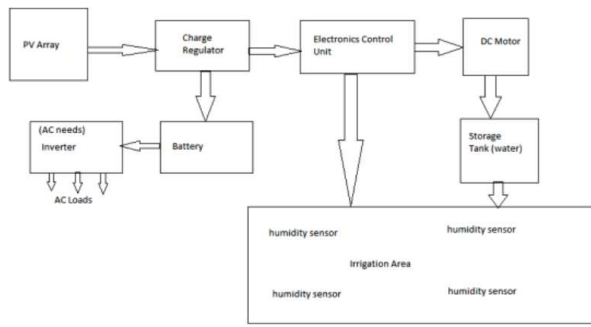 PV Array
Charge
Regulator
Electronics Control
Unit
DC Motor
(AC needs)
Inverter
Battery
Storage
Tank (water)
AC Loads
humidity sensor
humidity sensor
Irrigation Area
humidity sensor
humidity sensor